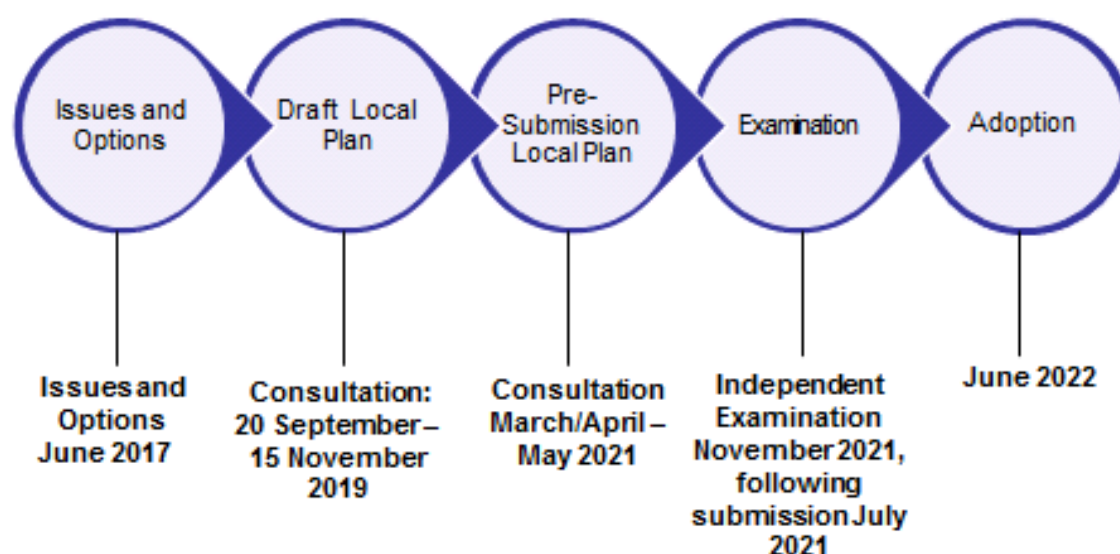 Issues and
Options
Draft Local
Plan
Pre-
Submission
Local Plan
Examination
Adoption
Issues and
Options
June 2017
Consultation:
20 September–
15 November
2019
Consultation
March/April –
May 2021
Independent
Examination
November 2021,
following
submission July
2021
June 2022